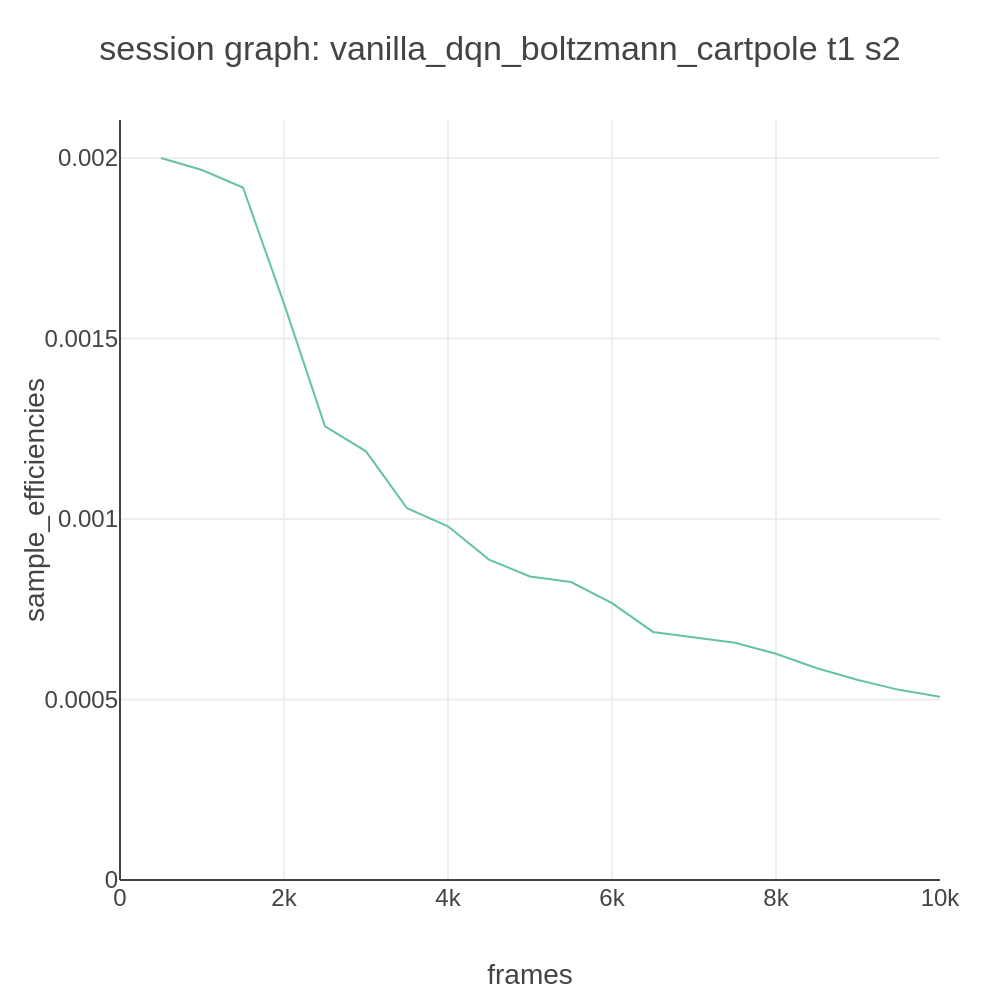 session graph: vanilla_dqn_boltzmann_cartpole t1 s2
sample_efficiencies
0.002
0.0015
0.001
0.0005
0
0 2k 4k 6k 8k 10k
frames